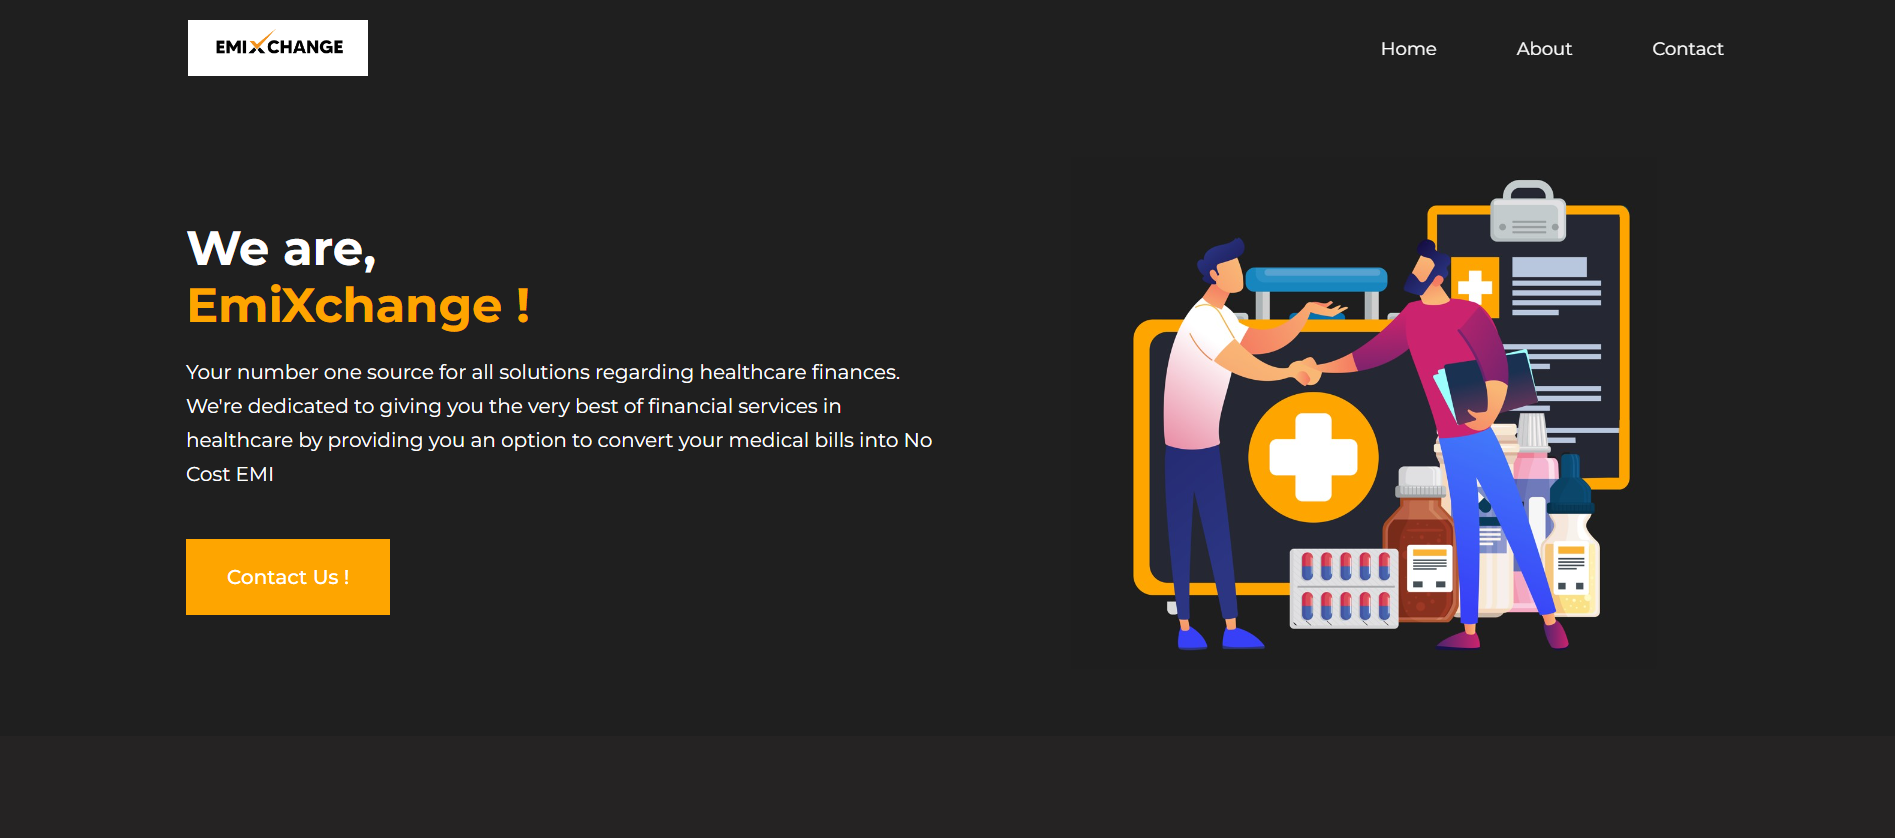 EMIXCHANGE
Home
About
Contact
We are,
EmiXchange !
Your number one source for all solutions regarding healthcare finances.
We're dedicated to giving you the very best of financial services in
healthcare by providing you an option to convert your medical bills into No
Cost EMI
Contact Us !